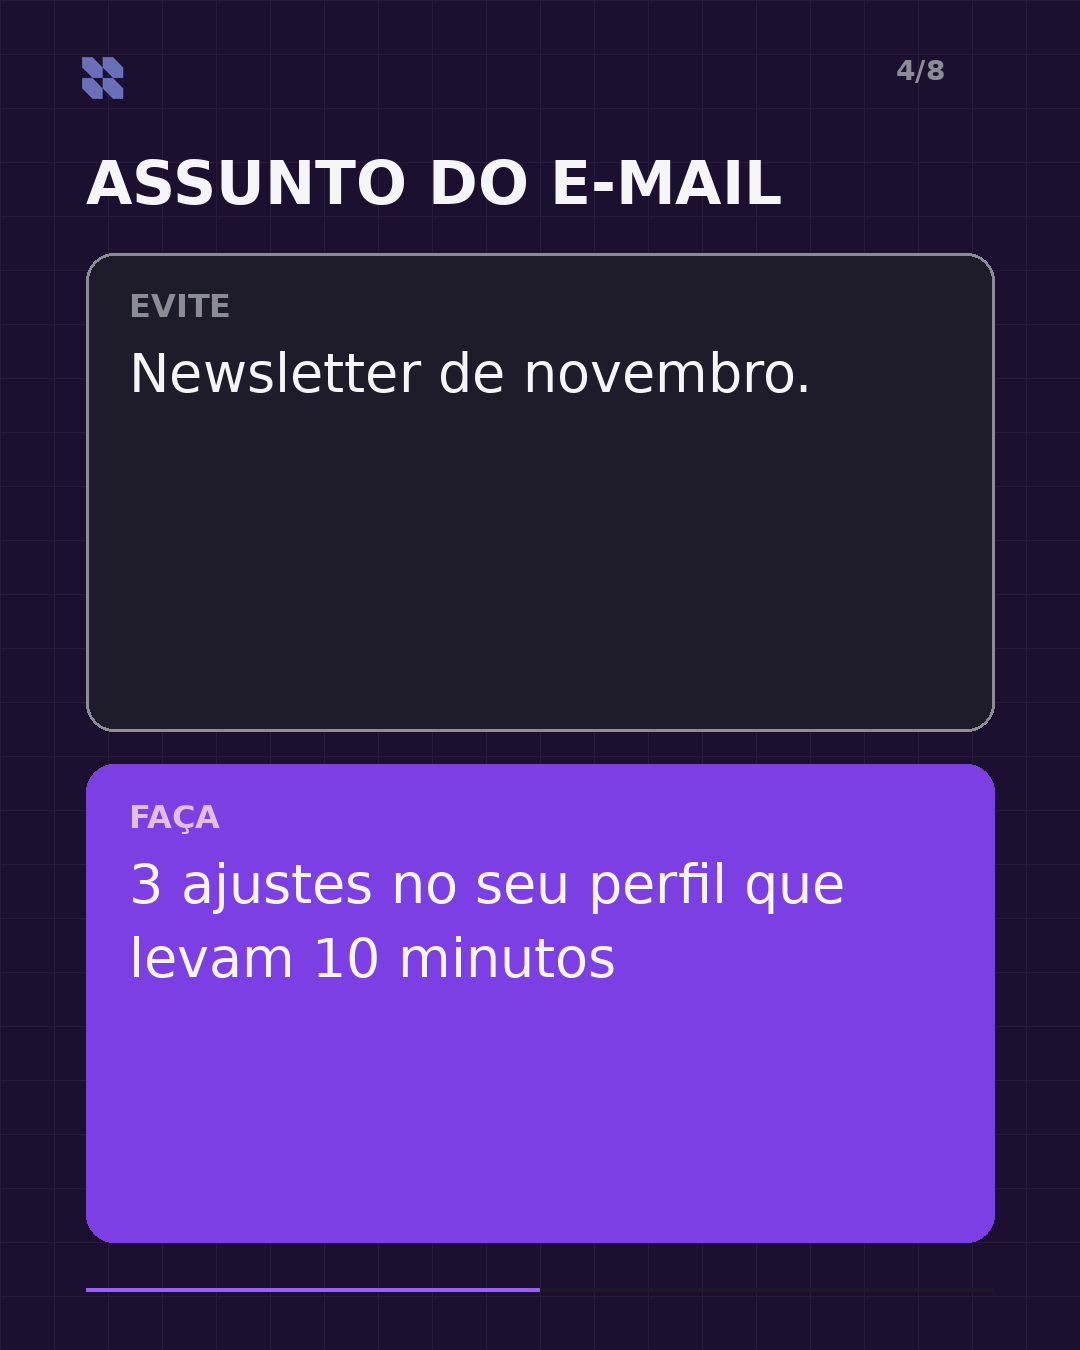 4/8
ASSUNTO DO E-MAIL
EVITE
Newsletter de novembro.
FAÇA
3 ajustes no seu perfil que
levam 10 minutos